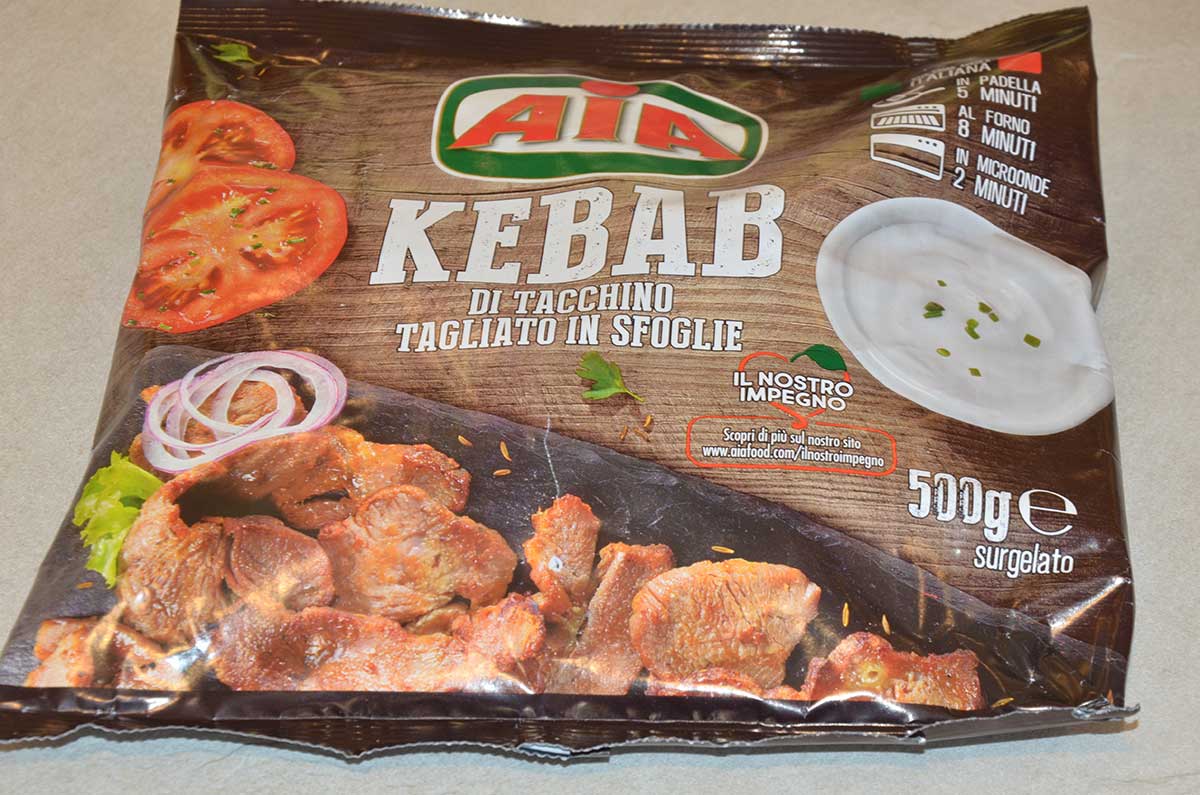 AIA
KEBAB
DI TACCHINO
TAGLIATO IN SFOGLIE
ITALIANA
IN PADELLA
5 MINUTI
AL FORNO
8 MINUTI
IN MICROONDE
2 MINUTI
IL NOSTRO
IMPEGNO
Scopri di più sul nostro sito
www.aiafood.com/ilnostroimpegno
500g e
surgelato